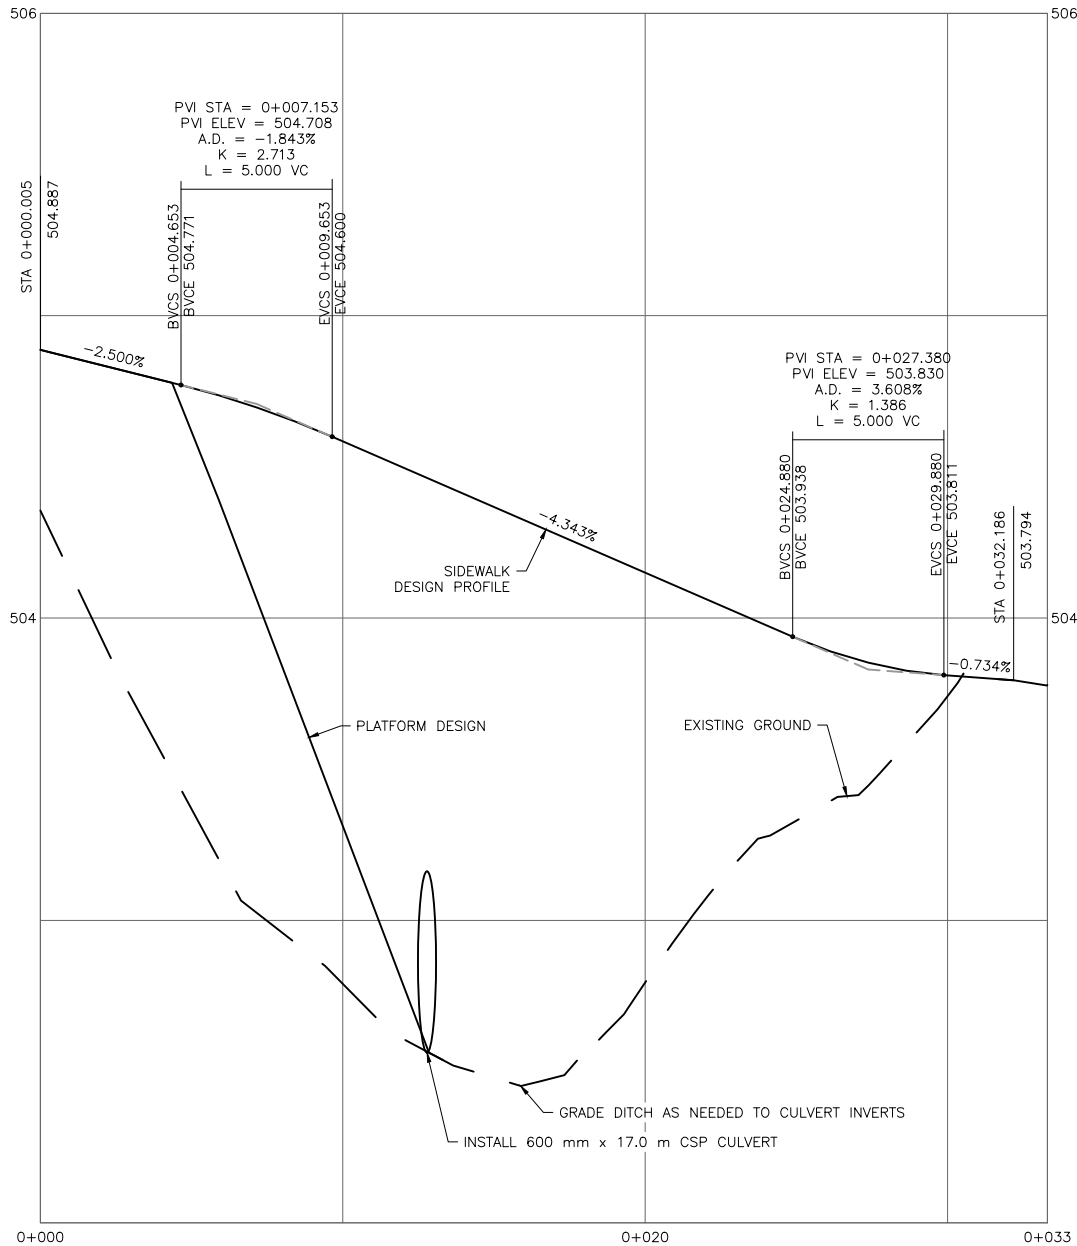 506
506
PVI STA = 0+007.153
PVI ELEV = 504.708
A.D. = -1.843%
K = 2.713
L = 5.000 VC
STA 0+000.005
504.887
BVCS 0+004.653
BVCE 504.771
EVCS 0+009.653
EVCE 504.600
-2.500%
PVI STA = 0+027.380
PVI ELEV = 503.830
A.D. = 3.608%
K = 1.386
L = 5.000 VC
BVCS 0+024.880
BVCE 503.938
EVCS 0+029.880
EVCE 503.811
STA 0+032.186
503.794
-4.343%
SIDEWALK
DESIGN PROFILE
504
504
-0.734%
PLATFORM DESIGN
EXISTING GROUND
GRADE DITCH AS NEEDED TO CULVERT INVERTS
INSTALL 600 mm x 17.0 m CSP CULVERT
0+000
0+020
0+033